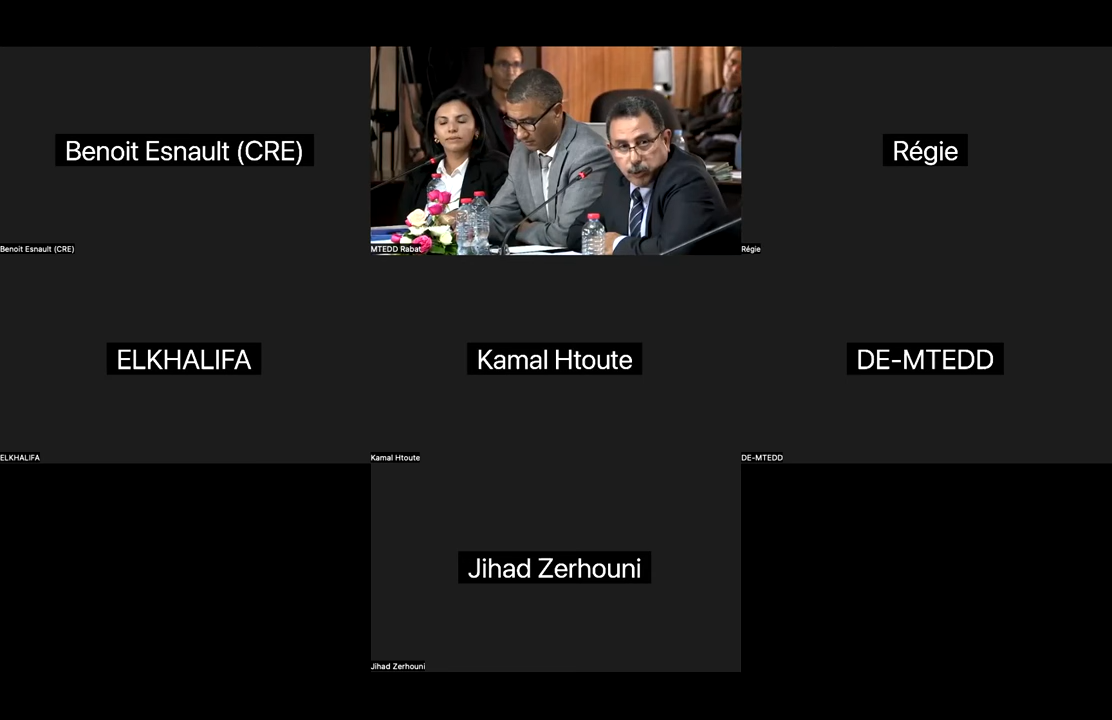 Benoit Esnault (CRE)
Régie
Benoit Esnault (CRE)
MTEDD Rabat
Régie
ELKHALIFA
Kamal Htoute
DE-MTEDD
ELKHALIFA
Kamal Htoute
DE-MTEDD
Jihad Zerhouni
Jihad Zerhouni